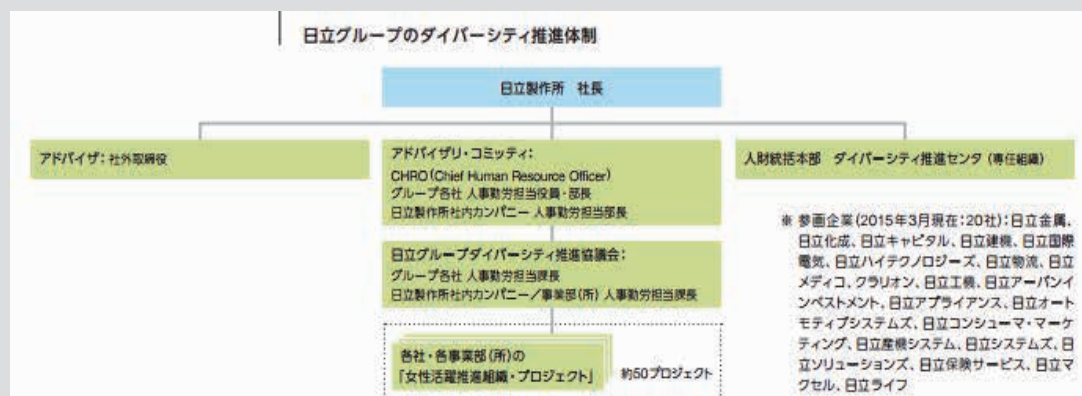 日立グループのダイバーシティ推進体制
日立製作所 社長
アドバイザ：社外取締役
アドバイザリ・コミッティ：
CHRO（Chief Human Resource Officer）
グループ各社 人事勤労担当役員・部長
日立製作所社内カンパニー 人事勤労担当部長
人財統括本部 ダイバーシティ推進センタ（専任組織）
日立グループダイバーシティ推進協議会：
グループ各社 人事勤労担当課長
日立製作所社内カンパニー／事業部（所）人事勤労担当課長
各社・各事業部（所）の
「女性活躍推進組織・プロジェクト」
約50プロジェクト
※ 参画企業（2015年3月現在：20社）：日立金属、
日立化成、日立キャピタル、日立建機、日立国際
電気、日立ハイテクノロジーズ、日立物流、日立
メディコ、クラリオン、日立工機、日立アーバンイ
ンベストメント、日立アプライアンス、日立オート
モティブシステムズ、日立コンシューマ・マーケ
ティング、日立産機システム、日立システムズ、日
立ソリューションズ、日立保険サービス、日立マ
クセル、日立ライフ